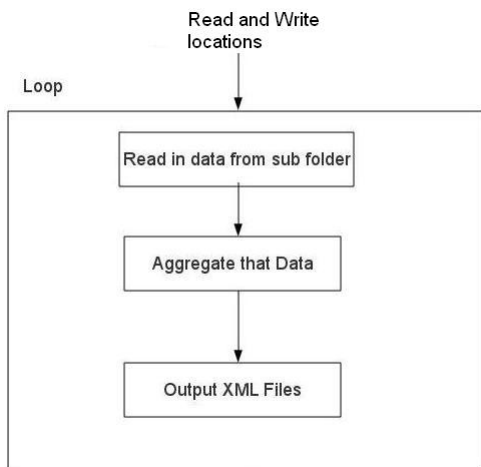 Read and Write
locations
Loop
Read in data from sub folder
Aggregate that Data
Output XML Files